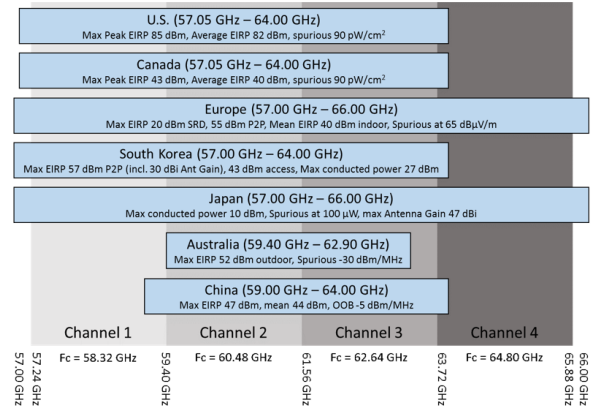 U.S. (57.05 GHz – 64.00 GHz)
Max Peak EIRP 85 dBm, Average EIRP 82 dBm, spurious 90 pW/cm²
Canada (57.05 GHz – 64.00 GHz)
Max Peak EIRP 43 dBm, Average EIRP 40 dBm, spurious 90 pW/cm²
Europe (57.00 GHz – 66.00 GHz)
Max EIRP 20 dBm SRD, 55 dBm P2P, Mean EIRP 40 dBm indoor, Spurious at 65 dBµV/m
South Korea (57.00 GHz – 64.00 GHz)
Max EIRP 57 dBm P2P (incl. 30 dBi Ant Gain), 43 dBm access, Max conducted power 27 dBm
Japan (57.00 GHz – 66.00 GHz)
Max conducted power 10 dBm, Spurious at 100 µW, max Antenna Gain 47 dBi
Australia (59.40 GHz – 62.90 GHz)
Max EIRP 52 dBm outdoor, Spurious -30 dBm/MHz
China (59.00 GHz – 64.00 GHz)
Max EIRP 47 dBm, mean 44 dBm, OOB -5 dBm/MHz
Channel 1
Channel 2
Channel 3
Channel 4
Fc = 58.32 GHz
Fc = 60.48 GHz
Fc = 62.64 GHz
Fc = 64.80 GHz
57.00 GHz
57.24 GHz
59.40 GHz
61.56 GHz
63.72 GHz
65.88 GHz
66.00 GHz